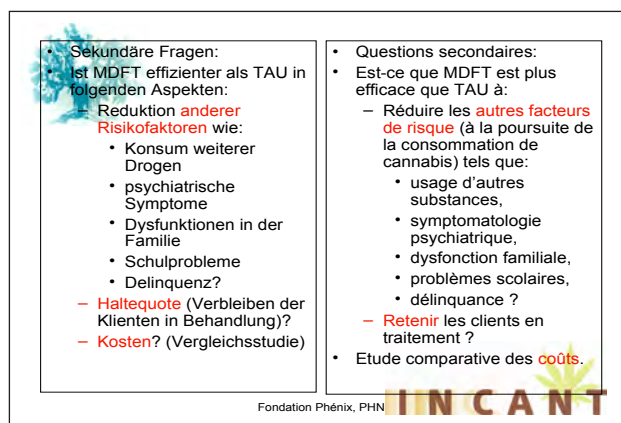 • Sekundäre Fragen:
• Ist MDFT effizienter als TAU in
folgenden Aspekten:
– Reduktion anderer
Risikofaktoren wie:
• Konsum weiterer
Drogen
• psychiatrische
Symptome
• Dysfunktionen in der
Familie
• Schulprobleme
• Delinquenz?
– Haltequote (Verbleiben der
Klienten in Behandlung)?
– Kosten? (Vergleichsstudie)
• Questions secondaires:
• Est-ce que MDFT est plus
efficace que TAU à:
– Réduire les autres facteurs
de risque (à la poursuite de
la consommation de
cannabis) tels que:
• usage d'autres
substances,
• symptomatologie
psychiatrique,
• dysfonction familiale,
• problèmes scolaires,
• délinquance ?
– Retenir les clients en
traitement ?
• Etude comparative des coûts.
Fondation Phénix, PHN
INCANT